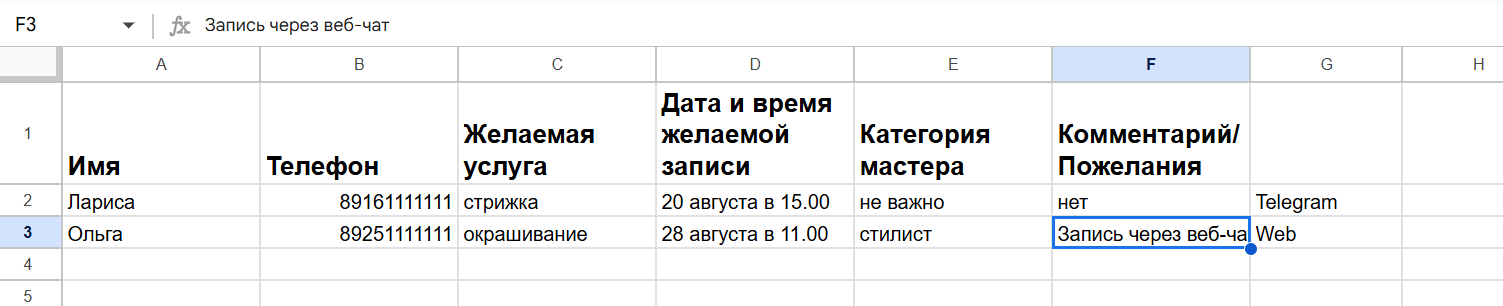 F3 fx Запись через веб-чат
A B C D E F G H
1 Имя Телефон Желаемая услуга Дата и время желаемой записи Категория мастера Комментарий/ Пожелания
2 Лариса 89161111111 стрижка 20 августа в 15.00 не важно нет Telegram
3 Ольга 89251111111 окрашивание 28 августа в 11.00 стилист Запись через веб-ча Web
4
5